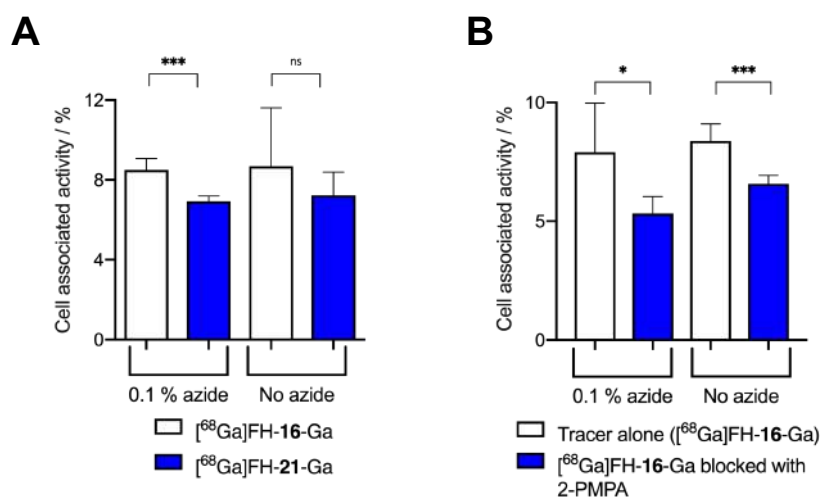 A
B
***
ns
*
***
12
8
4
0
Cell associated activity / %
10
5
0
Cell associated activity / %
0.1 % azide
No azide
0.1 % azide
No azide
[⁶⁸Ga]FH-16-Ga
[⁶⁸Ga]FH-21-Ga
Tracer alone ([⁶⁸Ga]FH-16-Ga)
[⁶⁸Ga]FH-16-Ga blocked with
2-PMPA